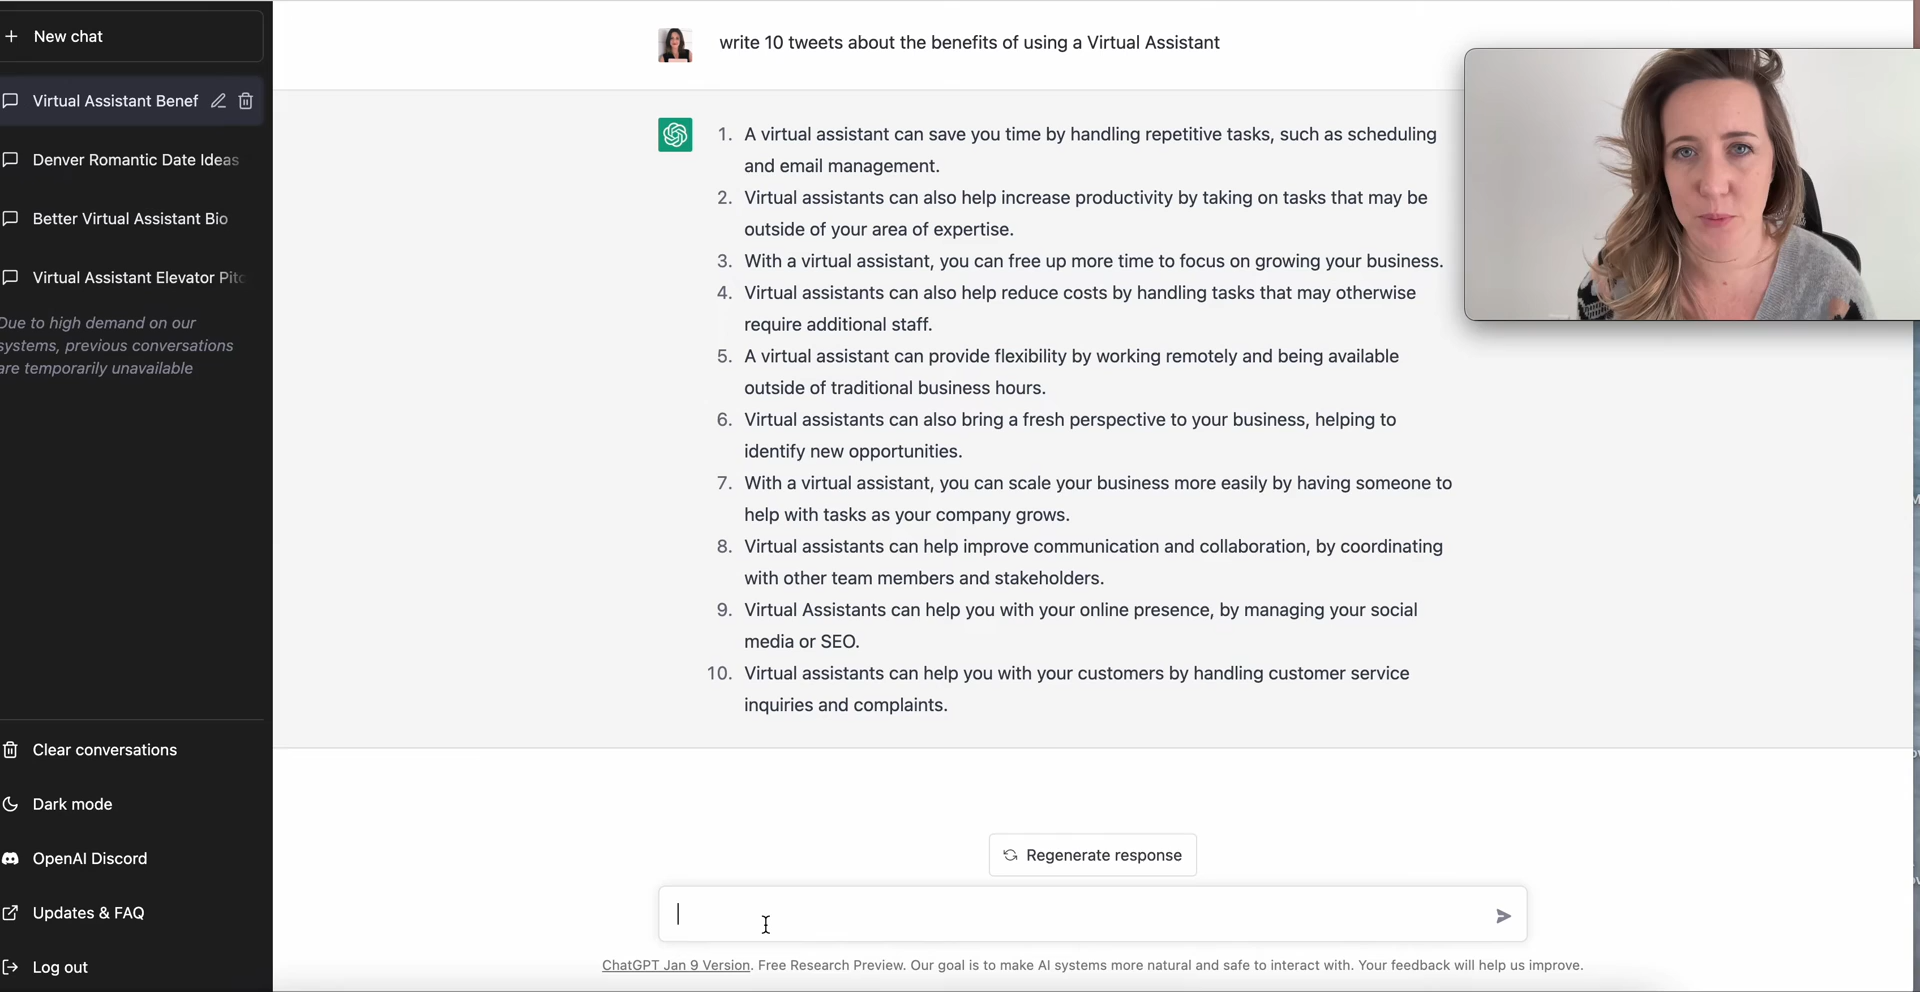 New chat
Virtual Assistant Benef
Denver Romantic Date Ideas
Better Virtual Assistant Bio
Virtual Assistant Elevator Pitc
Due to high demand on our
systems, previous conversations
are temporarily unavailable
Clear conversations
Dark mode
OpenAI Discord
Updates & FAQ
Log out
write 10 tweets about the benefits of using a Virtual Assistant
1. A virtual assistant can save you time by handling repetitive tasks, such as scheduling
and email management.
2. Virtual assistants can also help increase productivity by taking on tasks that may be
outside of your area of expertise.
3. With a virtual assistant, you can free up more time to focus on growing your business.
4. Virtual assistants can also help reduce costs by handling tasks that may otherwise
require additional staff.
5. A virtual assistant can provide flexibility by working remotely and being available
outside of traditional business hours.
6. Virtual assistants can also bring a fresh perspective to your business, helping to
identify new opportunities.
7. With a virtual assistant, you can scale your business more easily by having someone to
help with tasks as your company grows.
8. Virtual assistants can help improve communication and collaboration, by coordinating
with other team members and stakeholders.
9. Virtual Assistants can help you with your online presence, by managing your social
media or SEO.
10. Virtual assistants can help you with your customers by handling customer service
inquiries and complaints.
Regenerate response
ChatGPT Jan 9 Version. Free Research Preview. Our goal is to make AI systems more natural and safe to interact with. Your feedback will help us improve.